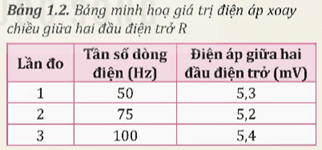 Bảng 1.2. Bảng minh hoạ giá trị điện áp xoay
chiều giữa hai đầu điện trở R
Lần đo | Tần số dòng điện (Hz) | Điện áp giữa hai đầu điện trở (mV)
1 | 50 | 5,3
2 | 75 | 5,2
3 | 100 | 5,4